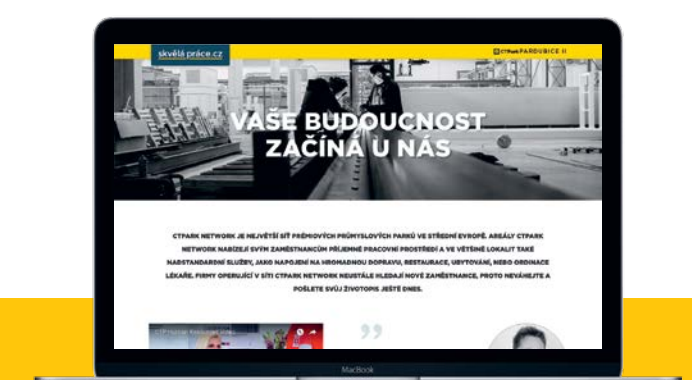 skvělá práce.cz
CTPark PARDUBICE II
VAŠE BUDOUCNOST
ZAČÍNÁ U NÁS
CTPARK NETWORK JE NEJVĚTŠÍ SÍŤ PRÉMIOVÝCH PRŮMYSLOVÝCH PARKŮ VE STŘEDNÍ EVROPĚ. AREÁLY CTPARK
NETWORK NABÍZEJÍ SVÝM ZAMĚSTNANCŮM PŘÍJEMNÉ PRACOVNÍ PROSTŘEDÍ A VE VĚTŠINĚ LOKALIT TAKÉ
NADSTANDARDNÍ SLUŽBY, JAKO NAPOJENÍ NA HROMADNOU DOPRAVU, RESTAURACE, UBYTOVÁNÍ, NEBO ORDINACE
LÉKAŘE. FIRMY OPERUJÍCÍ V SÍTI CTPARK NETWORK NEUSTÁLE HLEDAJÍ NOVÉ ZAMĚSTNANCE, PROTO NEVÁHEJTE A
POŠLETE SVŮJ ŽIVOTOPIS JEŠTĚ DNES.
”
MacBook